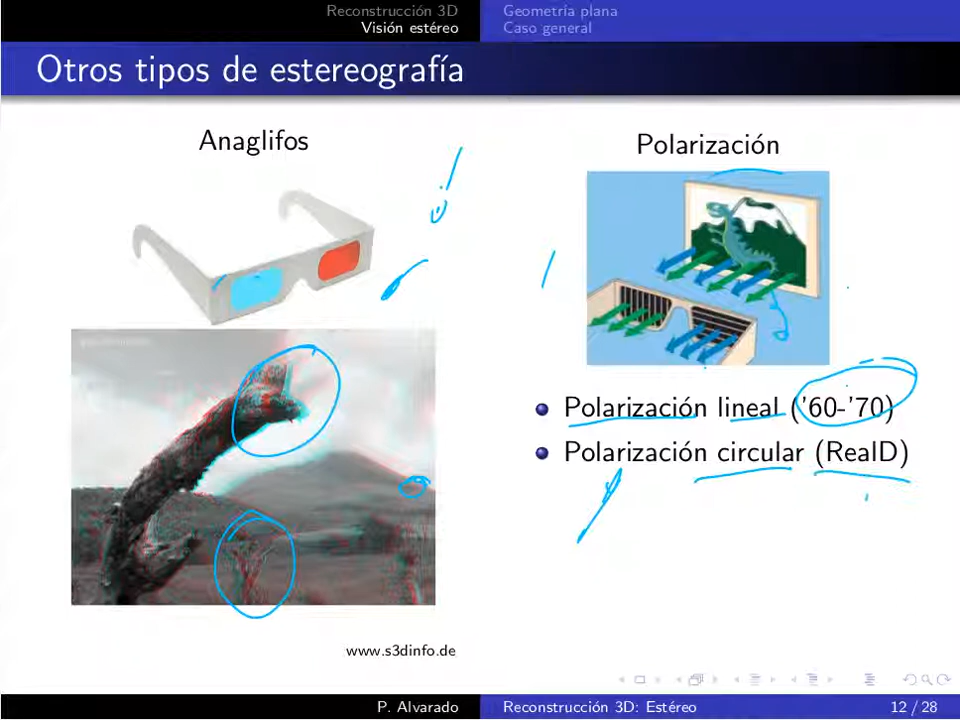 Reconstrucción 3D
Visión estéreo
Geometría plana
Caso general
Otros tipos de estereografía
Anaglifos
Polarización
Polarización lineal ('60-'70)
Polarización circular (RealD)
www.s3dinfo.de
P. Alvarado
Reconstrucción 3D: Estéreo
12 / 28